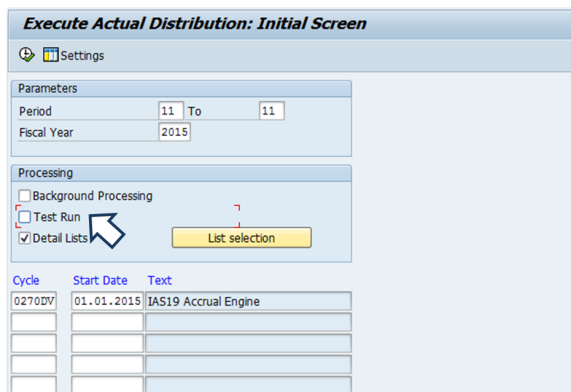 Execute Actual Distribution: Initial Screen
Settings
Parameters
Period 11 To 11
Fiscal Year 2015
Processing
Background Processing
Test Run
Detail Lists List selection
Cycle Start Date Text
0270DV 01.01.2015 IAS19 Accrual Engine